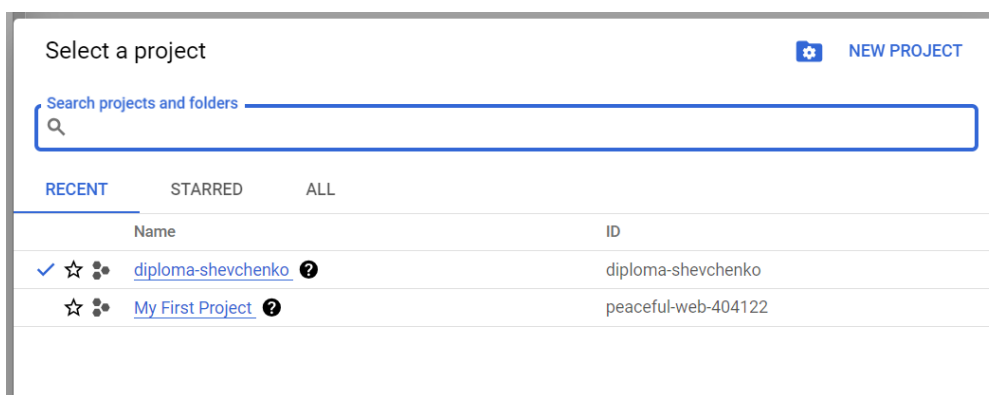 Select a project
NEW PROJECT
Search projects and folders
RECENT STARRED ALL
Name ID
diploma-shevchenko diploma-shevchenko
My First Project peaceful-web-404122